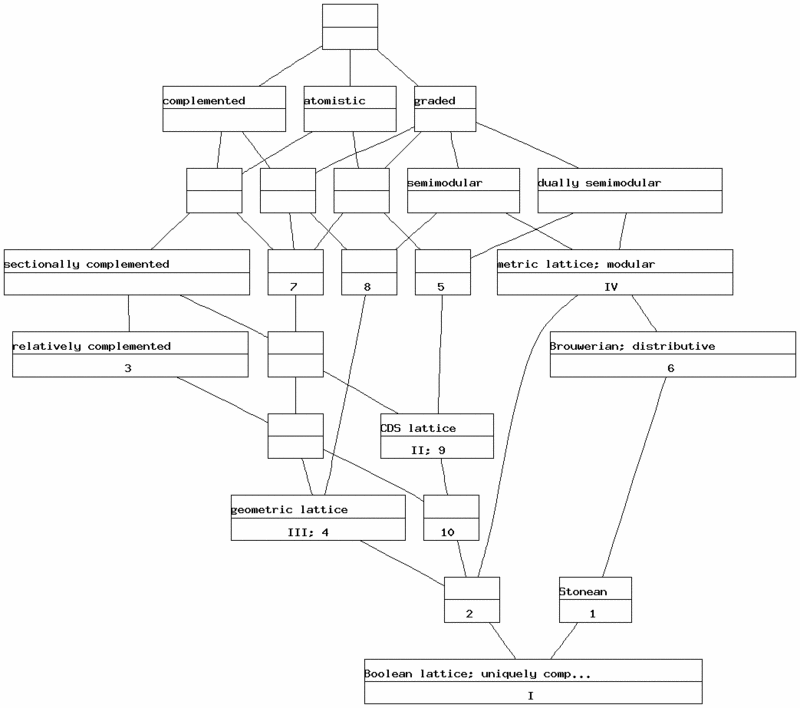 complemented
atomistic
graded
semimodular
dually semimodular
sectionally complemented
7
8
5
metric lattice; modular
IV
relatively complemented
3
Brouwerian; distributive
6
CDS lattice
II; 9
geometric lattice
III; 4
10
2
Stonean
1
Boolean lattice; uniquely comp...
I